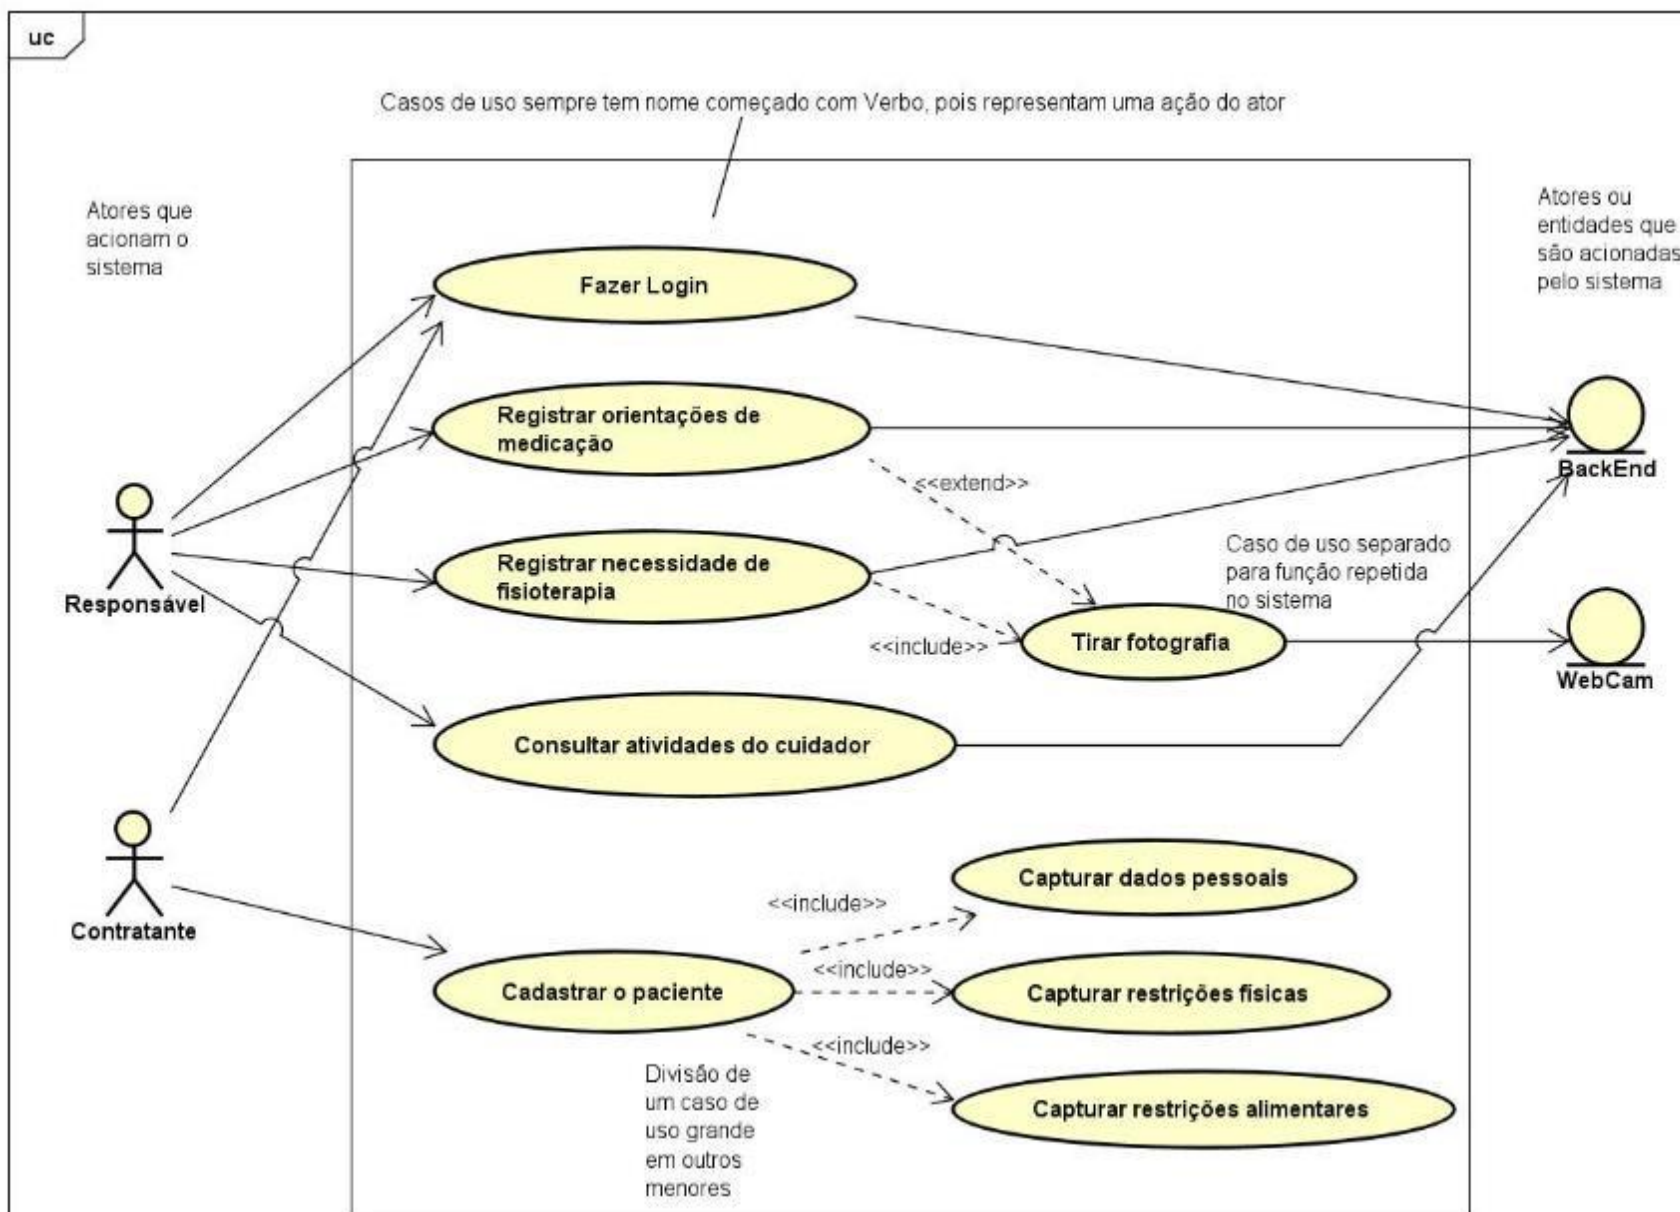 uc
Casos de uso sempre tem nome começado com Verbo, pois representam uma ação do ator
Atores que
acionam o
sistema
Atores ou
entidades que
são acionadas
pelo sistema
Fazer Login
Registrar orientações de
medicação
BackEnd
<<extend>>
Responsável
Registrar necessidade de
fisioterapia
Caso de uso separado
para função repetida
no sistema
<<include>>
Tirar fotografia
WebCam
Consultar atividades do cuidador
Contratante
Capturar dados pessoais
<<include>>
Cadastrar o paciente
<<include>>
Capturar restrições físicas
<<include>>
Divisão de
um caso de
uso grande
em outros
menores
Capturar restrições alimentares